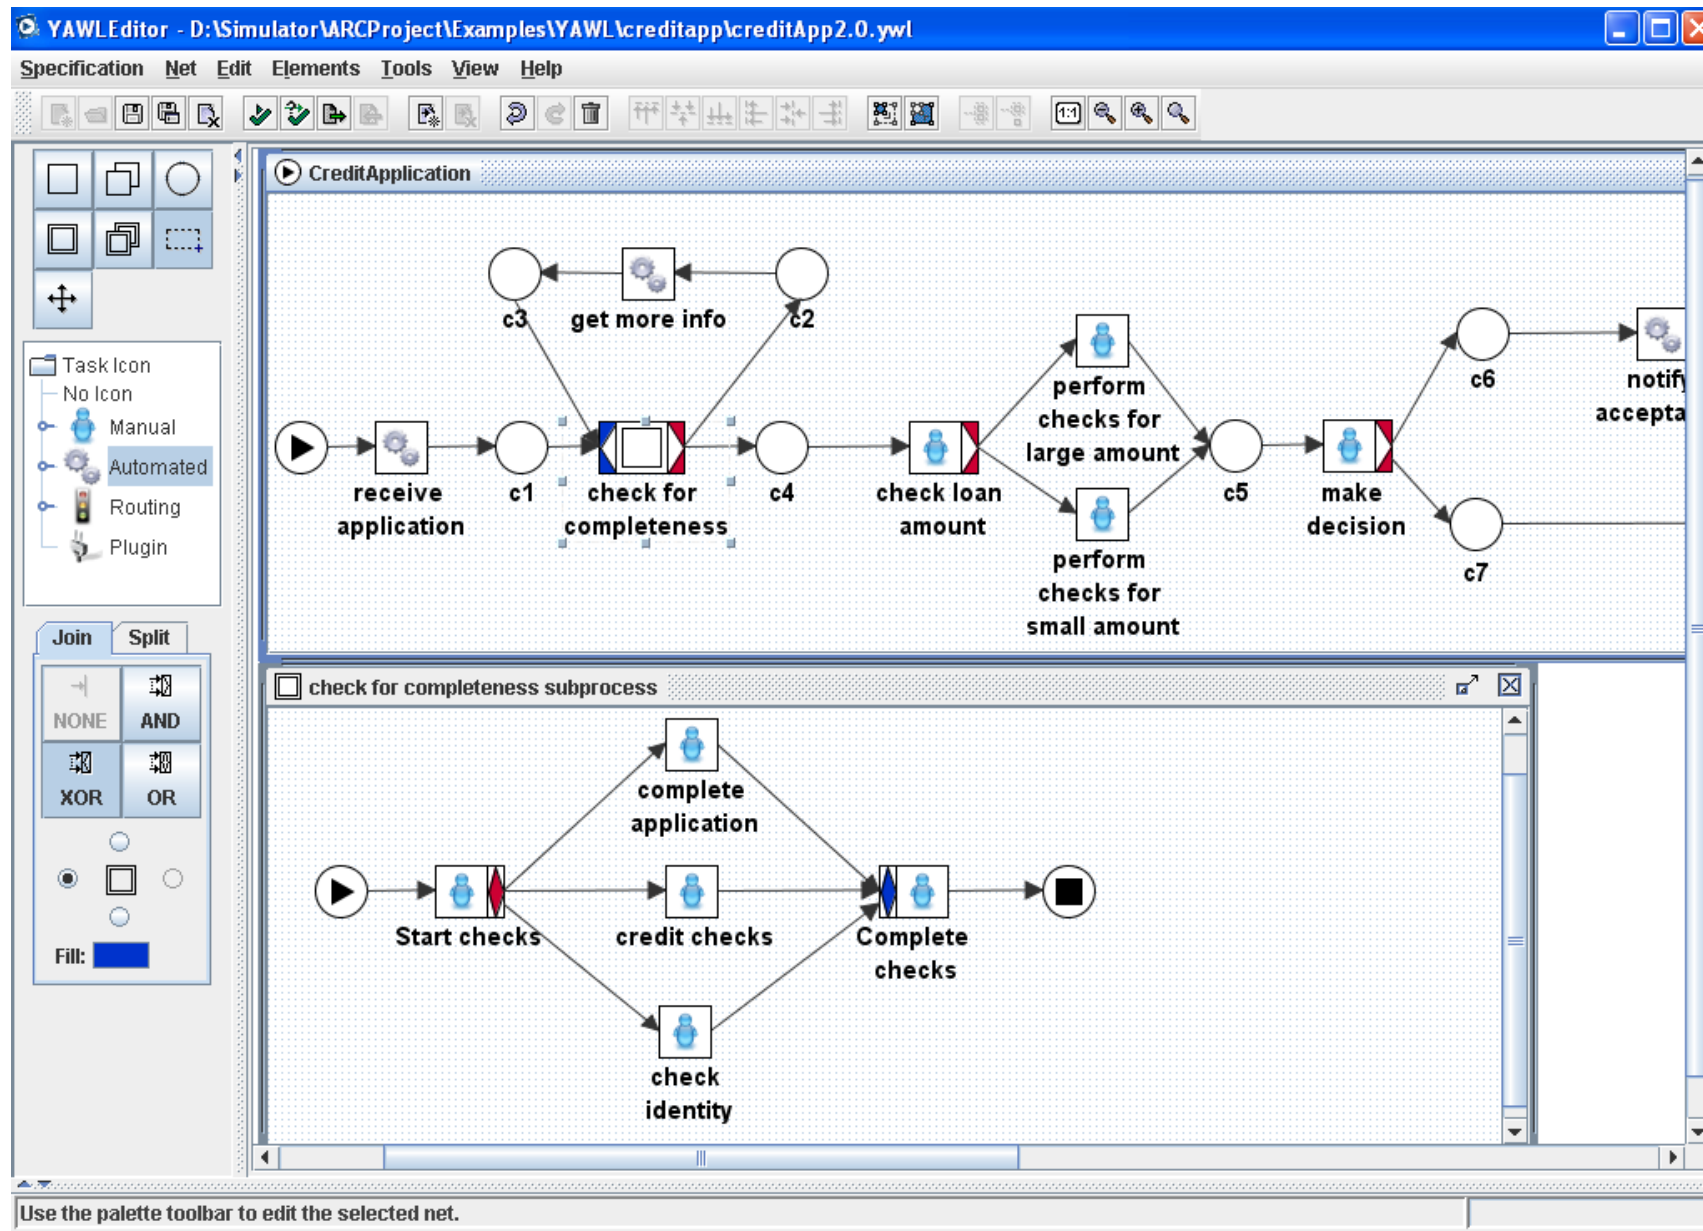 YAWLEditor - D:\Simulator\ARCProject\Examples\YAWL\creditapp\creditApp2.0.ywl
Specification Net Edit Elements Tools View Help
1:1
CreditApplication
Task Icon
No Icon
Manual
Automated
Routing
Plugin
c3
get more info
c2
perform
checks for
large amount
c6
notify
accepta
receive
application
c1
check for
completeness
c4
check loan
amount
c5
make
decision
perform
checks for
small amount
c7
Join Split
NONE AND
XOR OR
Fill:
check for completeness subprocess
complete
application
Start checks
credit checks
Complete
checks
check
identity
Use the palette toolbar to edit the selected net.